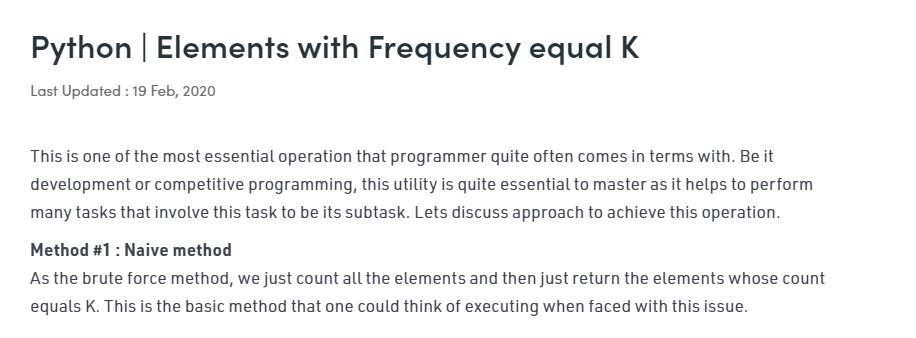 Python | Elements with Frequency equal K
Last Updated : 19 Feb, 2020
This is one of the most essential operation that programmer quite often comes in terms with. Be it
development or competitive programming, this utility is quite essential to master as it helps to perform
many tasks that involve this task to be its subtask. Lets discuss approach to achieve this operation.
Method #1 : Naive method
As the brute force method, we just count all the elements and then just return the elements whose count
equals K. This is the basic method that one could think of executing when faced with this issue.